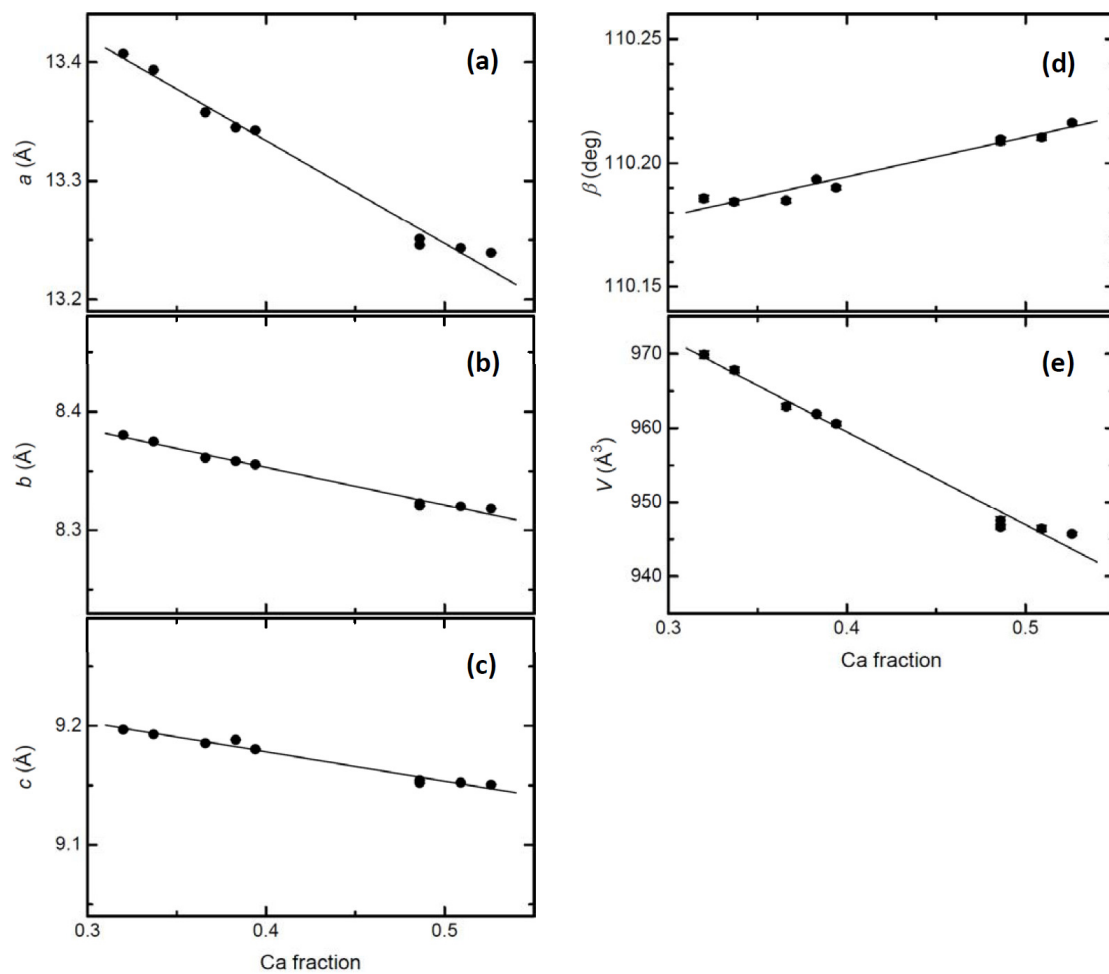 (a)
a (Å)
13.4
13.3
13.2
(b)
b (Å)
8.4
8.3
(c)
c (Å)
9.2
9.1
0.3 0.4 0.5
Ca fraction
(d)
β (deg)
110.25
110.20
110.15
(e)
V (Å³)
970
960
950
940
0.3 0.4 0.5
Ca fraction